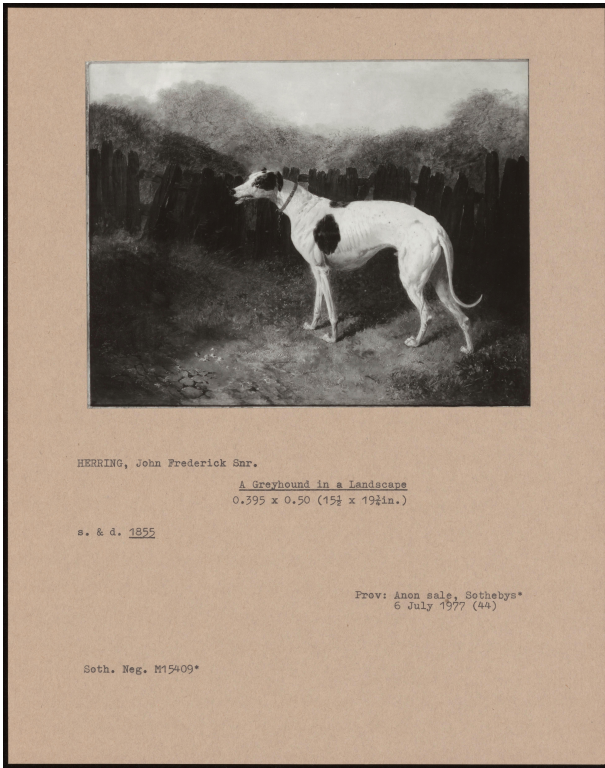 HERRING, John Frederick Snr.
A Greyhound in a Landscape
0.395 x 0.50 (15½ x 19¾in.)
s. & d. 1855
Prov: Anon sale, Sothebys*
6 July 1977 (44)
Soth. Neg. M15409*